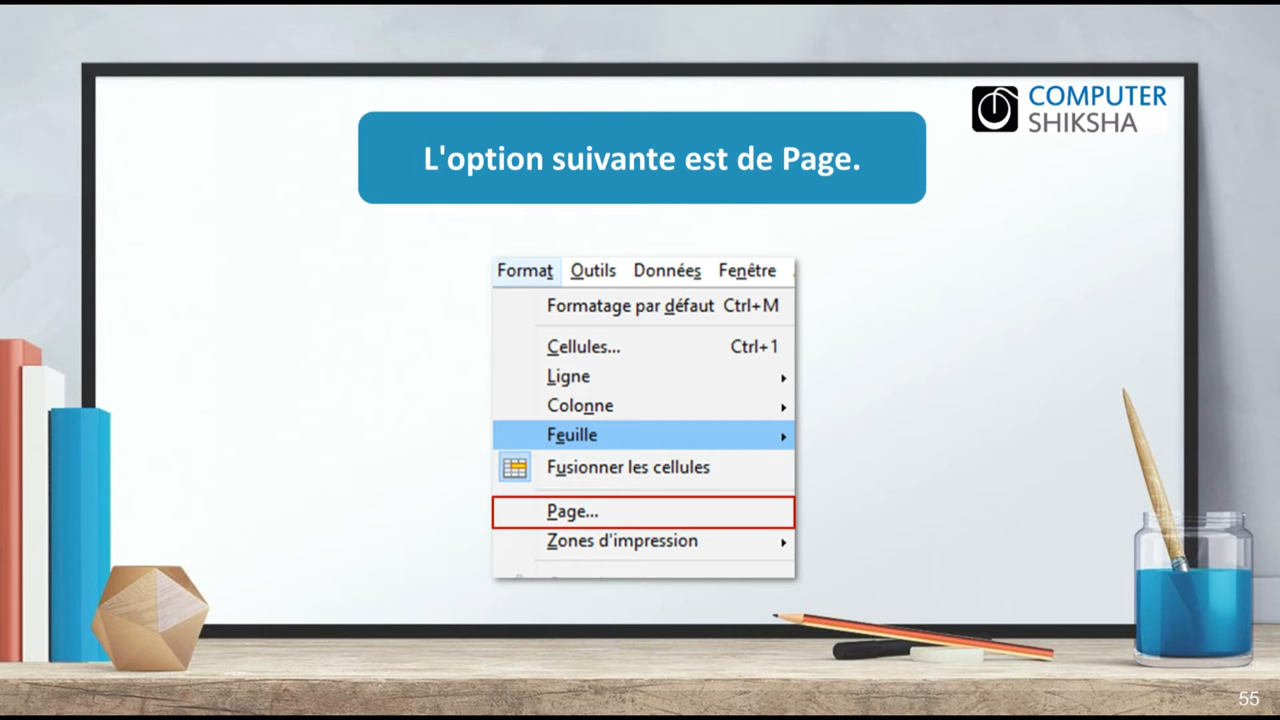 COMPUTER
SHIKSHA
L'option suivante est de Page.
Format Outils Données Fenêtre
Formatage par défaut Ctrl+M
Cellules... Ctrl+1
Ligne
Colonne
Feuille
Fusionner les cellules
Page...
Zones d'impression
55